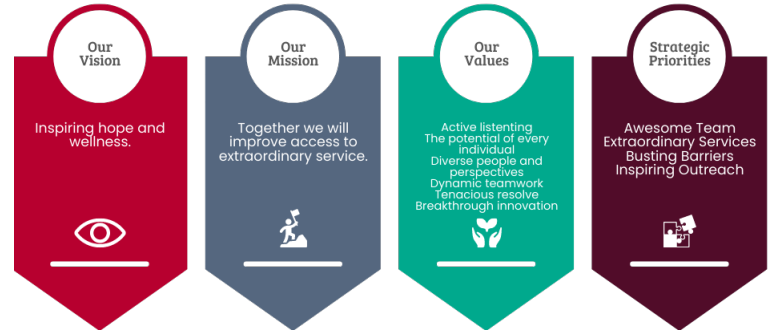 Our
Vision
Inspiring hope and
wellness.
Our
Mission
Together we will
improve access to
extraordinary service.
Our
Values
Active listening
The potential of every
individual
Diverse people and
perspectives
Dynamic teamwork
Tenacious resolve
Breakthrough innovation
Strategic
Priorities
Awesome Team
Extraordinary Services
Busting Barriers
Inspiring Outreach